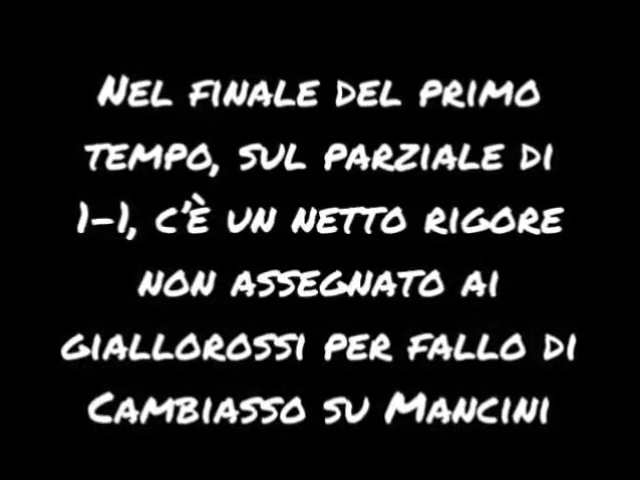 Nel finale del primo
tempo, sul parziale di
1-1, c'è un netto rigore
non assegnato ai
giallorossi per fallo di
Cambiasso su Mancini